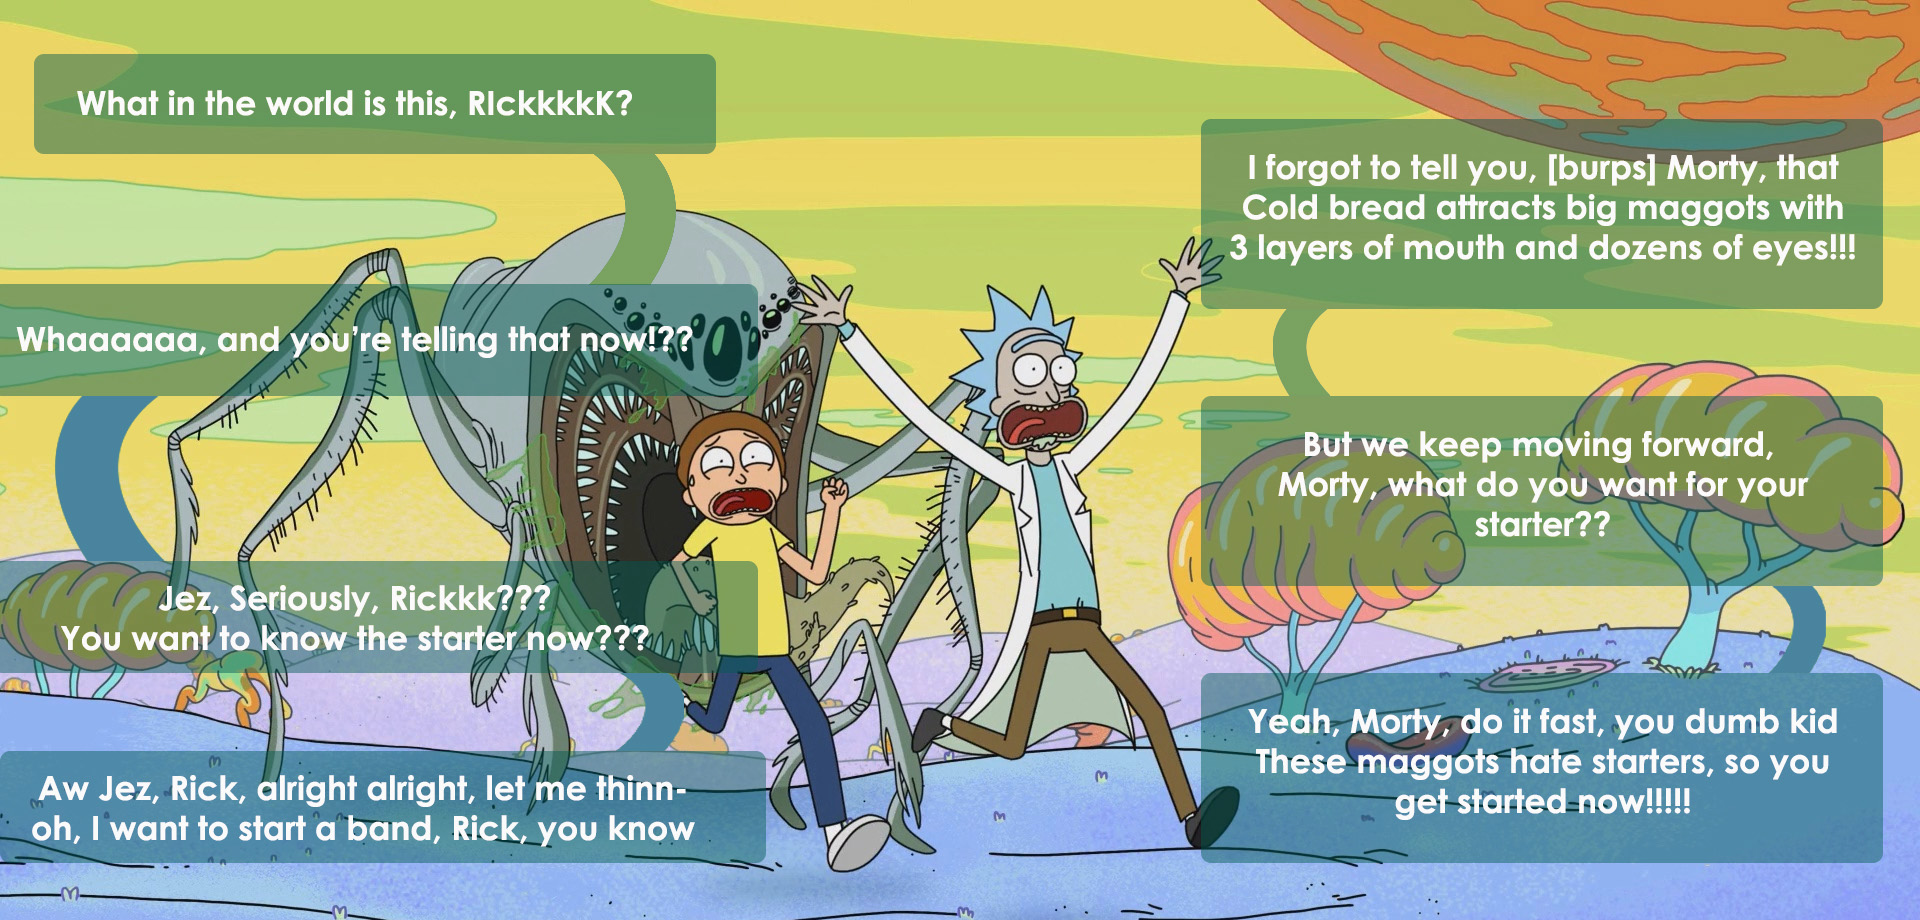 What in the world is this, RIckkkkK?
I forgot to tell you, [burps] Morty, that
Cold bread attracts big maggots with
3 layers of mouth and dozens of eyes!!!
Whaaaaaa, and you’re telling that now!??
But we keep moving forward,
Morty, what do you want for your
starter??
Jez, Seriously, Rickkk???
You want to know the starter now???
Yeah, Morty, do it fast, you dumb kid
These maggots hate starters, so you
get started now!!!!!
Aw Jez, Rick, alright alright, let me thinn-
oh, I want to start a band, Rick, you know